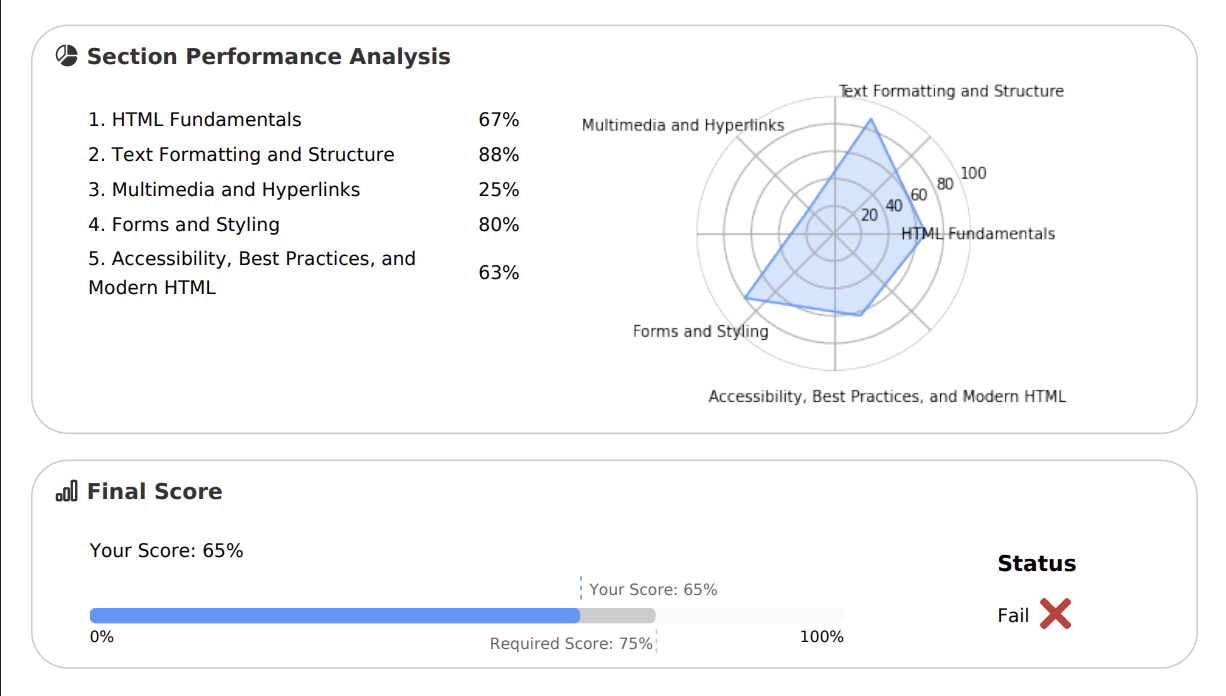 Section Performance Analysis
1. HTML Fundamentals 67%
2. Text Formatting and Structure 88%
3. Multimedia and Hyperlinks 25%
4. Forms and Styling 80%
5. Accessibility, Best Practices, and
Modern HTML 63%
Text Formatting and Structure
Multimedia and Hyperlinks
100
80
60
40
20
HTML Fundamentals
Forms and Styling
Accessibility, Best Practices, and Modern HTML
Final Score
Your Score: 65%
Status
Your Score: 65%
Fail
0%
100%
Required Score: 75%